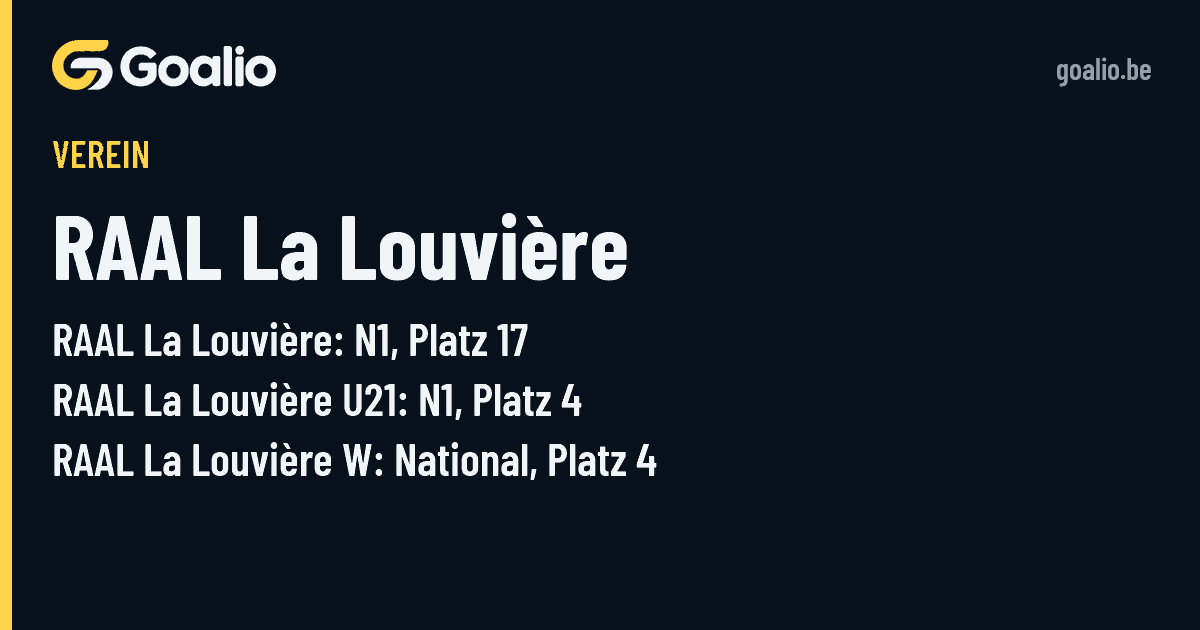 Goalio
goalio.be
VEREIN
RAAL La Louvière
RAAL La Louvière: N1, Platz 17
RAAL La Louvière U21: N1, Platz 4
RAAL La Louvière W: National, Platz 4